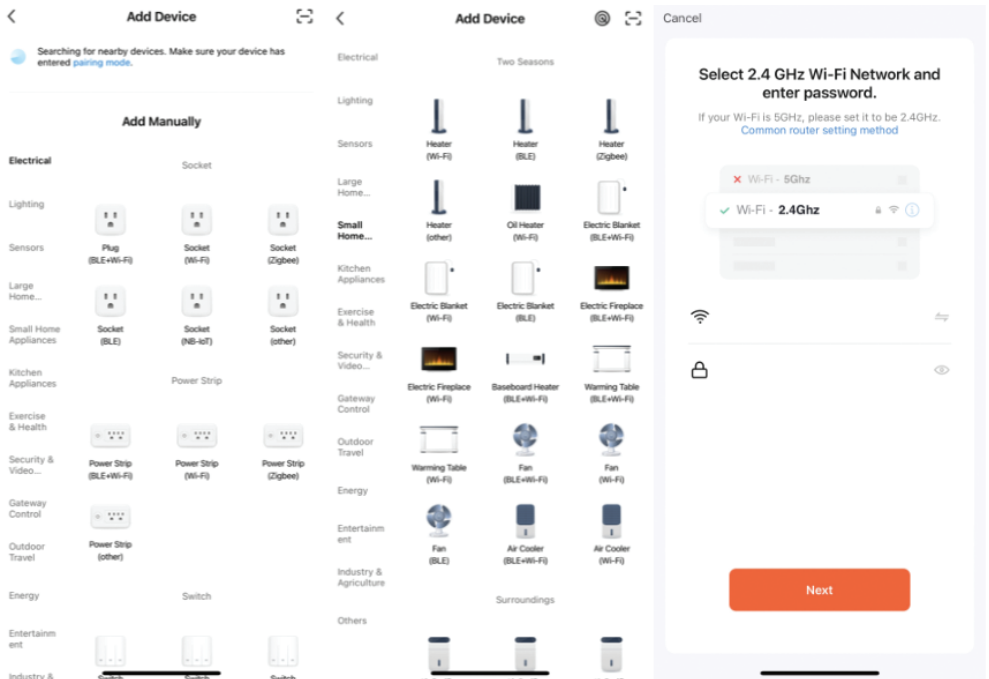 Add Device
Searching for nearby devices. Make sure your device has
entered pairing mode.
Add Manually
Electrical
Socket
Lighting
Sensors
Plug
(BLE+Wi-Fi)
Socket
(Wi-Fi)
Socket
(Zigbee)
Large
Home...
Small Home
Appliances
Socket
(BLE)
Socket
(NB-IoT)
Socket
(other)
Kitchen
Appliances
Power Strip
Exercise
& Health
Security &
Video...
Power Strip
(BLE+Wi-Fi)
Power Strip
(Wi-Fi)
Power Strip
(Zigbee)
Gateway
Control
Outdoor
Travel
Power Strip
(other)
Energy
Switch
Entertainm
ent
Industry &
Switch
Switch
Switch
Add Device
Electrical
Two Seasons
Lighting
Sensors
Heater
(Wi-Fi)
Heater
(BLE)
Heater
(Zigbee)
Large
Home...
Small
Home...
Heater
(other)
Oil Heater
(Wi-Fi)
Electric Blanket
(BLE+Wi-Fi)
Kitchen
Appliances
Exercise
& Health
Electric Blanket
(Wi-Fi)
Electric Blanket
(BLE)
Electric Fireplace
(BLE+Wi-Fi)
Security &
Video...
Gateway
Control
Electric Fireplace
(Wi-Fi)
Baseboard Heater
(BLE+Wi-Fi)
Warming Table
(BLE+Wi-Fi)
Outdoor
Travel
Energy
Warming Table
(Wi-Fi)
Fan
(BLE+Wi-Fi)
Fan
(Wi-Fi)
Entertainm
ent
Industry &
Agriculture
Fan
(BLE)
Air Cooler
(BLE+Wi-Fi)
Air Cooler
(Wi-Fi)
Surroundings
Others
Cancel
Select 2.4 GHz Wi-Fi Network and
enter password.
If your Wi-Fi is 5GHz, please set it to be 2.4GHz.
Common router setting method
Wi-Fi - 5Ghz
Wi-Fi - 2.4Ghz
Next